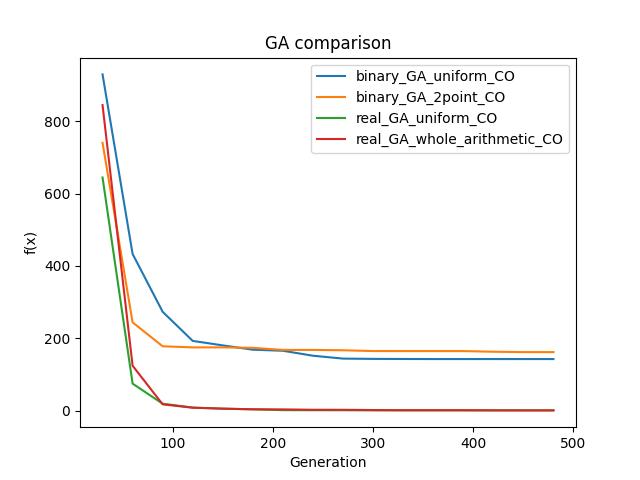 GA comparison
binary_GA_uniform_CO
binary_GA_2point_CO
real_GA_uniform_CO
real_GA_whole_arithmetic_CO
800
600
400
200
0
f(x)
100 200 300 400 500
Generation